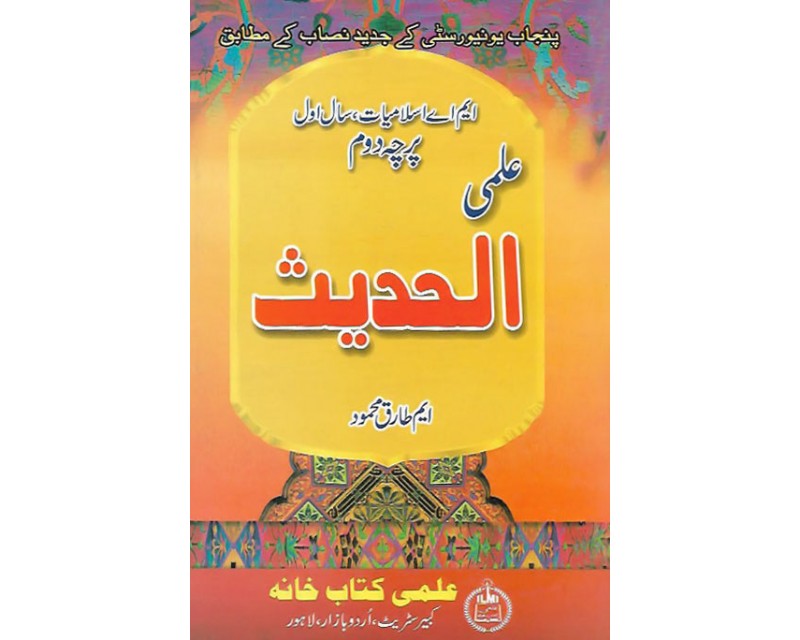 پنجاب یونیورسٹی کے جدید نصاب کے مطابق
ایم اے اسلامیات، سال اول
پرچہ دوم
علمی
الحدیث
ایم طارق محمود
علمی کتاب خانہ
کبیر سٹریٹ، اُردو بازار، لاہور
ILMI